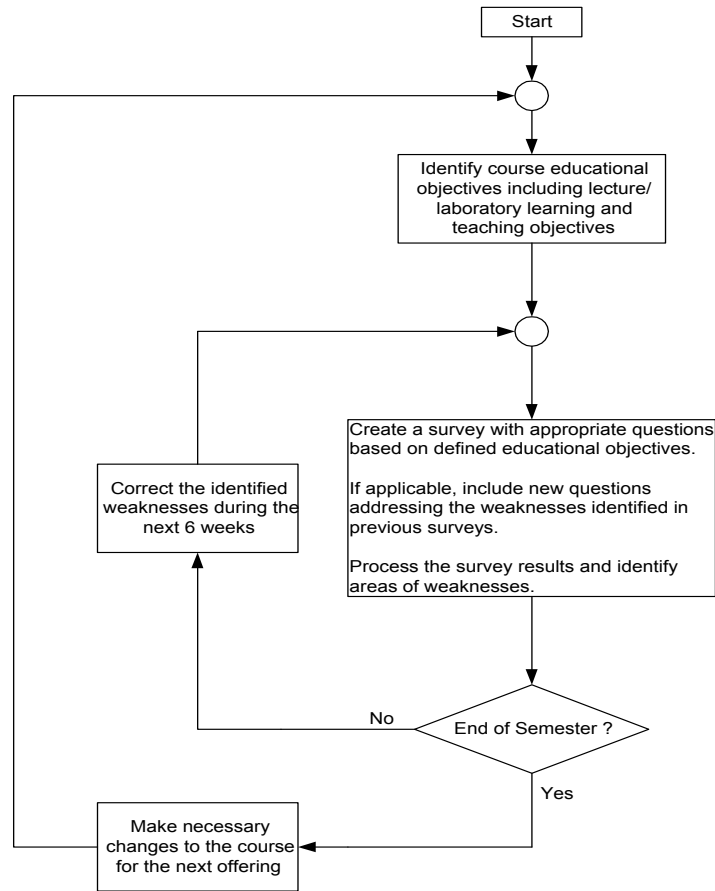 Start
Identify course educational
objectives including lecture/
laboratory learning and
teaching objectives
Create a survey with appropriate questions
based on defined educational objectives.
If applicable, include new questions
addressing the weaknesses identified in
previous surveys.
Process the survey results and identify
areas of weaknesses.
Correct the identified
weaknesses during the
next 6 weeks
No
End of Semester ?
Yes
Make necessary
changes to the course
for the next offering